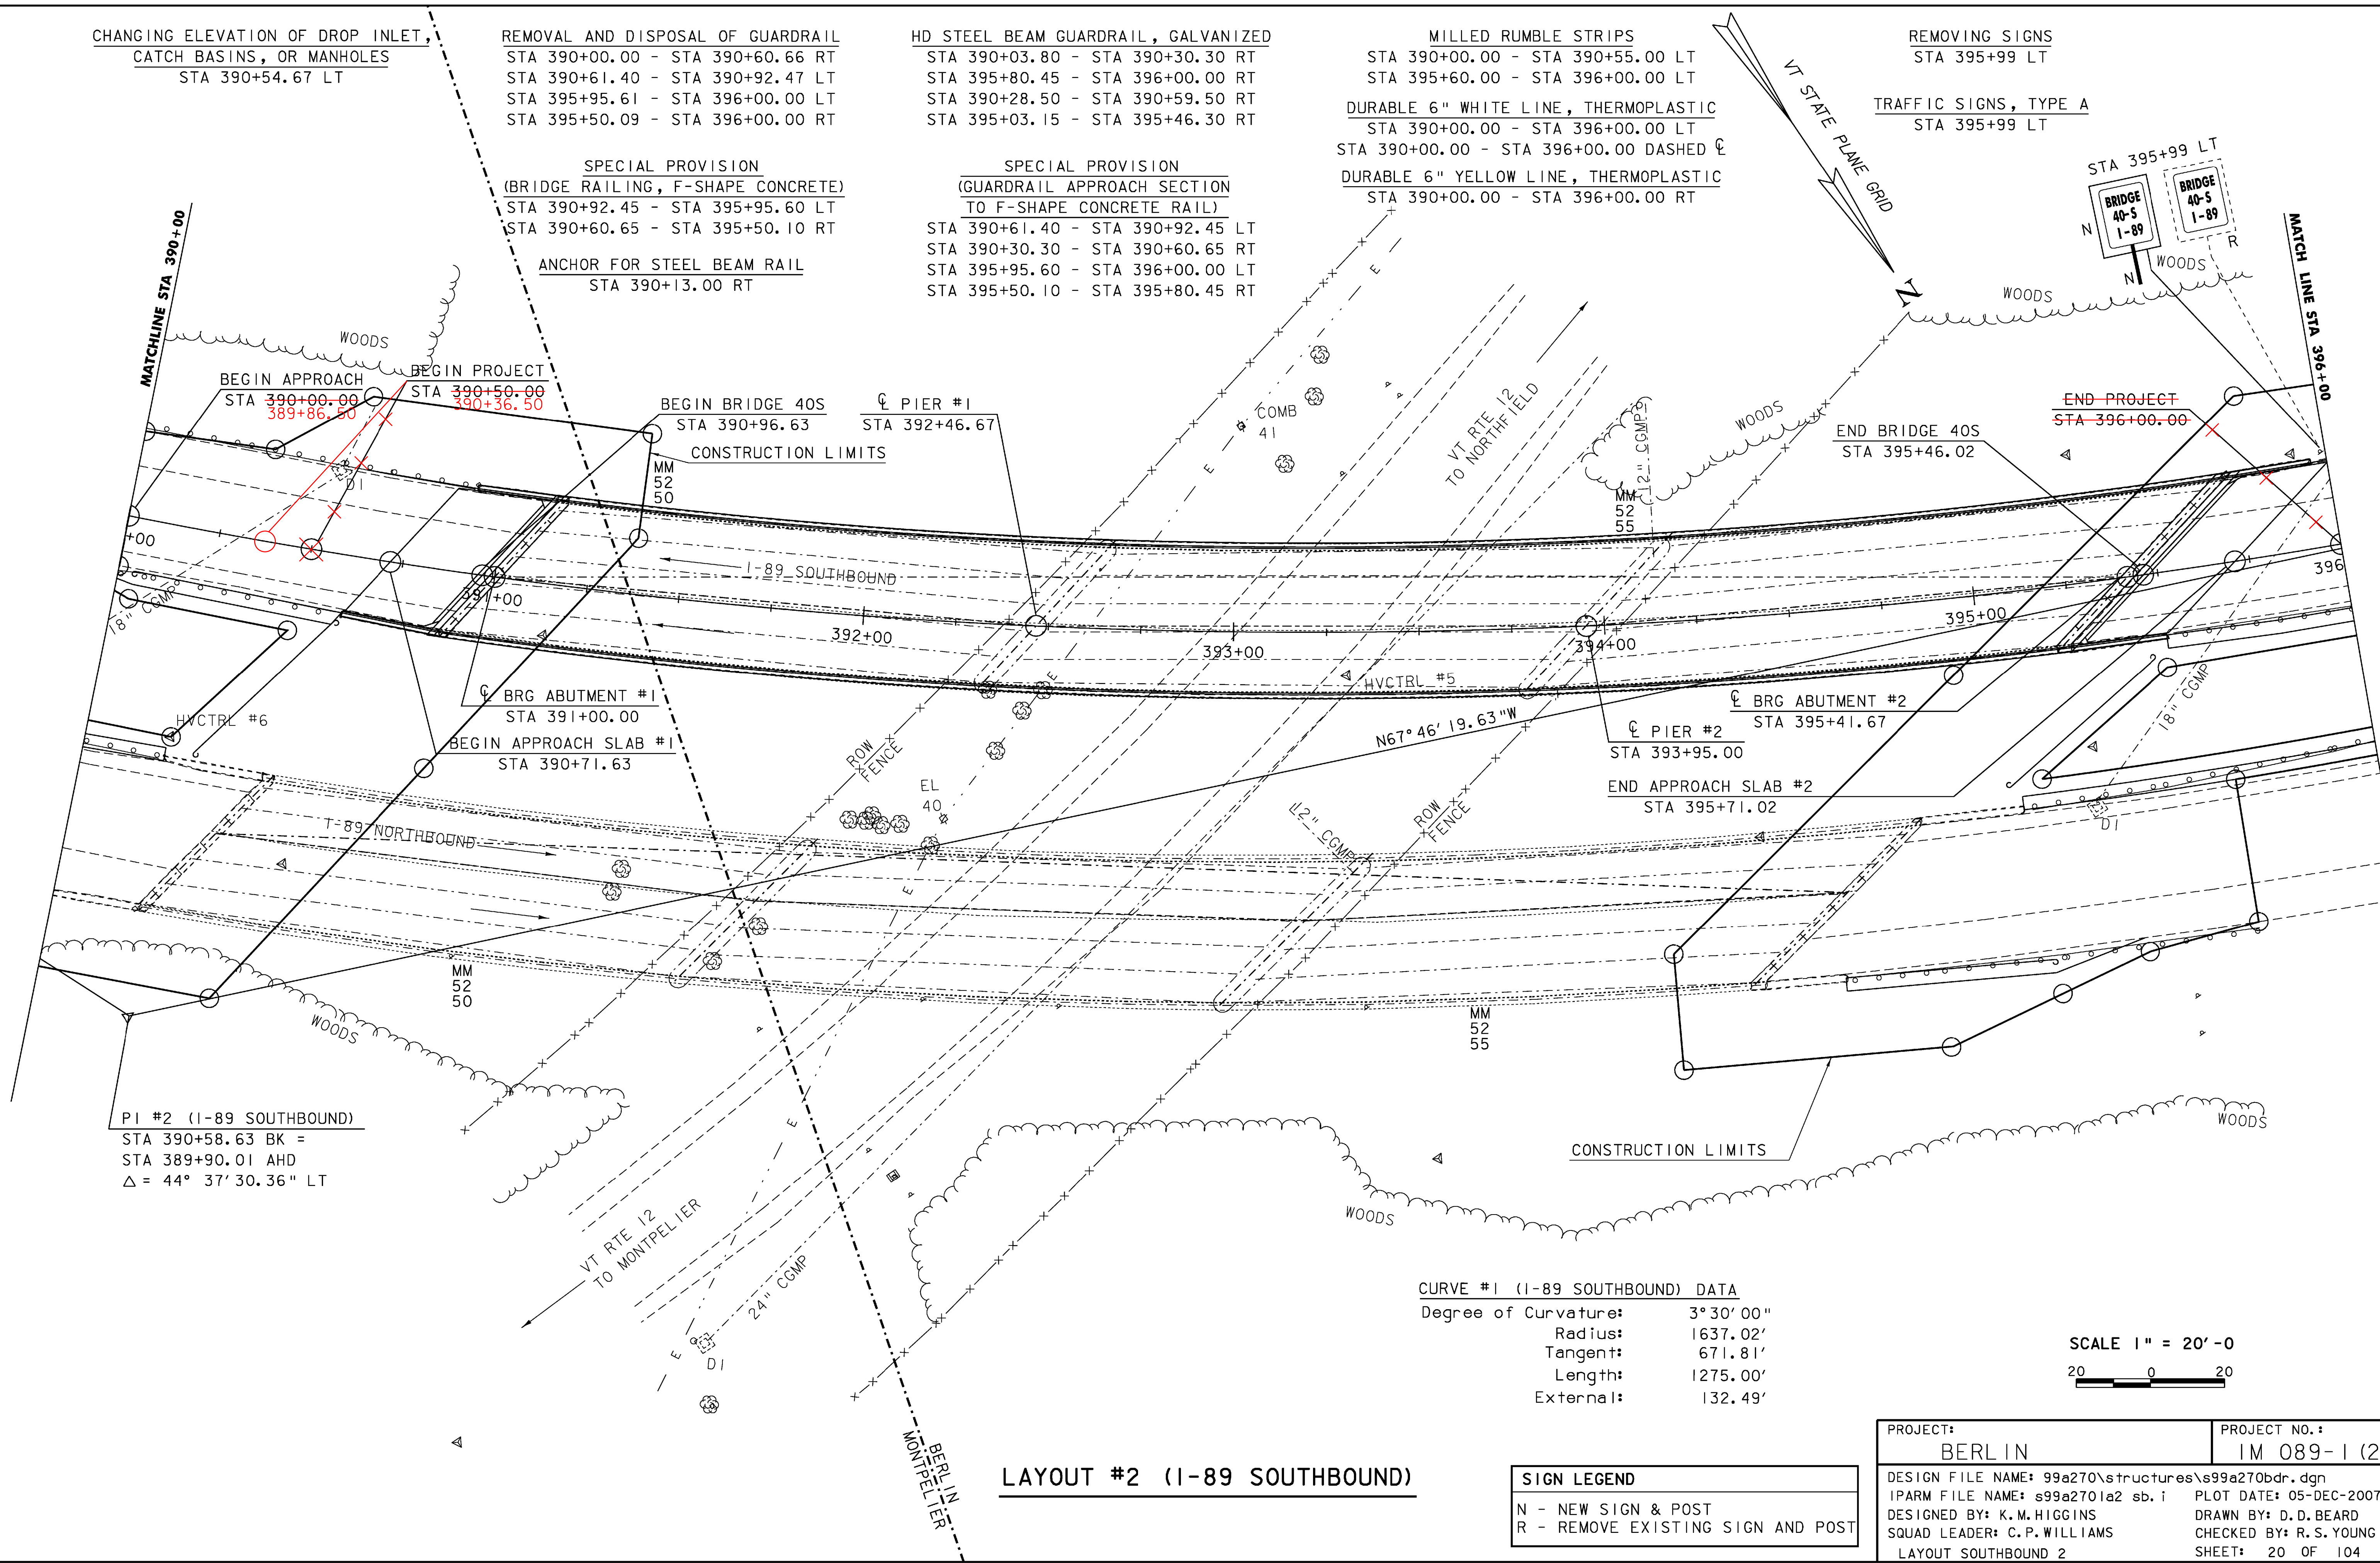 CHANGING ELEVATION OF DROP INLET,
CATCH BASINS, OR MANHOLES
STA 390+54.67 LT
REMOVAL AND DISPOSAL OF GUARDRAIL
STA 390+00.00 - STA 390+60.66 RT
STA 390+61.40 - STA 390+92.47 LT
STA 395+95.61 - STA 396+00.00 LT
STA 395+50.09 - STA 396+00.00 RT
SPECIAL PROVISION
(BRIDGE RAILING, F-SHAPE CONCRETE)
STA 390+92.45 - STA 395+95.60 LT
STA 390+60.65 - STA 395+50.10 RT
ANCHOR FOR STEEL BEAM RAIL
STA 390+13.00 RT
HD STEEL BEAM GUARDRAIL, GALVANIZED
STA 390+03.80 - STA 390+30.30 RT
STA 395+80.45 - STA 396+00.00 RT
STA 390+28.50 - STA 390+59.50 RT
STA 395+03.15 - STA 395+46.30 RT
SPECIAL PROVISION
(GUARDRAIL APPROACH SECTION
TO F-SHAPE CONCRETE RAIL)
STA 390+61.40 - STA 390+92.45 LT
STA 390+30.30 - STA 390+60.65 RT
STA 395+95.60 - STA 396+00.00 LT
STA 395+50.10 - STA 395+80.45 RT
MILLED RUMBLE STRIPS
STA 390+00.00 - STA 390+55.00 LT
STA 395+60.00 - STA 396+00.00 LT
DURABLE 6" WHITE LINE, THERMOPLASTIC
STA 390+00.00 - STA 396+00.00 LT
STA 390+00.00 - STA 396+00.00 DASHED ℄
DURABLE 6" YELLOW LINE, THERMOPLASTIC
STA 390+00.00 - STA 396+00.00 RT
VT STATE PLANE GRID
N
REMOVING SIGNS
STA 395+99 LT
TRAFFIC SIGNS, TYPE A
STA 395+99 LT
STA 395+99 LT
BRIDGE
40-S
I-89
BRIDGE
40-S
I-89
N
N
R
WOODS
WOODS
MATCHLINE STA 390+00
MATCH LINE STA 396+00
WOODS
BEGIN APPROACH
STA 390+00.00
389+86.50
BEGIN PROJECT
STA 390+50.00
390+36.50
BEGIN BRIDGE 40S
STA 390+96.63
CONSTRUCTION LIMITS
℄ PIER #1
STA 392+46.67
MM
52
50
COMB
41
VT RTE 12
TO NORTHFIELD
12" CGMP
WOODS
MM
52
55
END BRIDGE 40S
STA 395+46.02
END PROJECT
STA 396+00.00
DI
+00
18" CGMP
I-89 SOUTHBOUND
391+00
392+00
393+00
394+00
395+00
396
HVCTRL #5
HVCTRL #6
℄ BRG ABUTMENT #1
STA 391+00.00
BEGIN APPROACH SLAB #1
STA 390+71.63
ROW
FENCE
N67°46'19.63"W
℄ PIER #2
STA 393+95.00
℄ BRG ABUTMENT #2
STA 395+41.67
END APPROACH SLAB #2
STA 395+71.02
18" CGMP
DI
EL
40
12" CGMP
ROW
FENCE
I-89 NORTHBOUND
E
E
E
E
E
E
MM
52
50
WOODS
MM
52
55
PI #2 (I-89 SOUTHBOUND)
STA 390+58.63 BK =
STA 389+90.01 AHD
△ = 44° 37'30.36" LT
VT RTE 12
TO MONTPELIER
24" CGMP
DI
WOODS
CONSTRUCTION LIMITS
WOODS
BERLIN
MONTPELIER
CURVE #1 (I-89 SOUTHBOUND) DATA
Degree of Curvature: 3°30'00"
Radius: 1637.02'
Tangent: 671.81'
Length: 1275.00'
External: 132.49'
SCALE 1" = 20'-0
20 0 20
LAYOUT #2 (I-89 SOUTHBOUND)
SIGN LEGEND
N - NEW SIGN & POST
R - REMOVE EXISTING SIGN AND POST
PROJECT: BERLIN
PROJECT NO.: IM 089-1(2
DESIGN FILE NAME: 99a270\structures\s99a270bdr.dgn
IPARM FILE NAME: s99a270la2 sb.i PLOT DATE: 05-DEC-2007
DESIGNED BY: K.M.HIGGINS DRAWN BY: D.D.BEARD
SQUAD LEADER: C.P.WILLIAMS CHECKED BY: R.S.YOUNG
LAYOUT SOUTHBOUND 2 SHEET: 20 OF 104